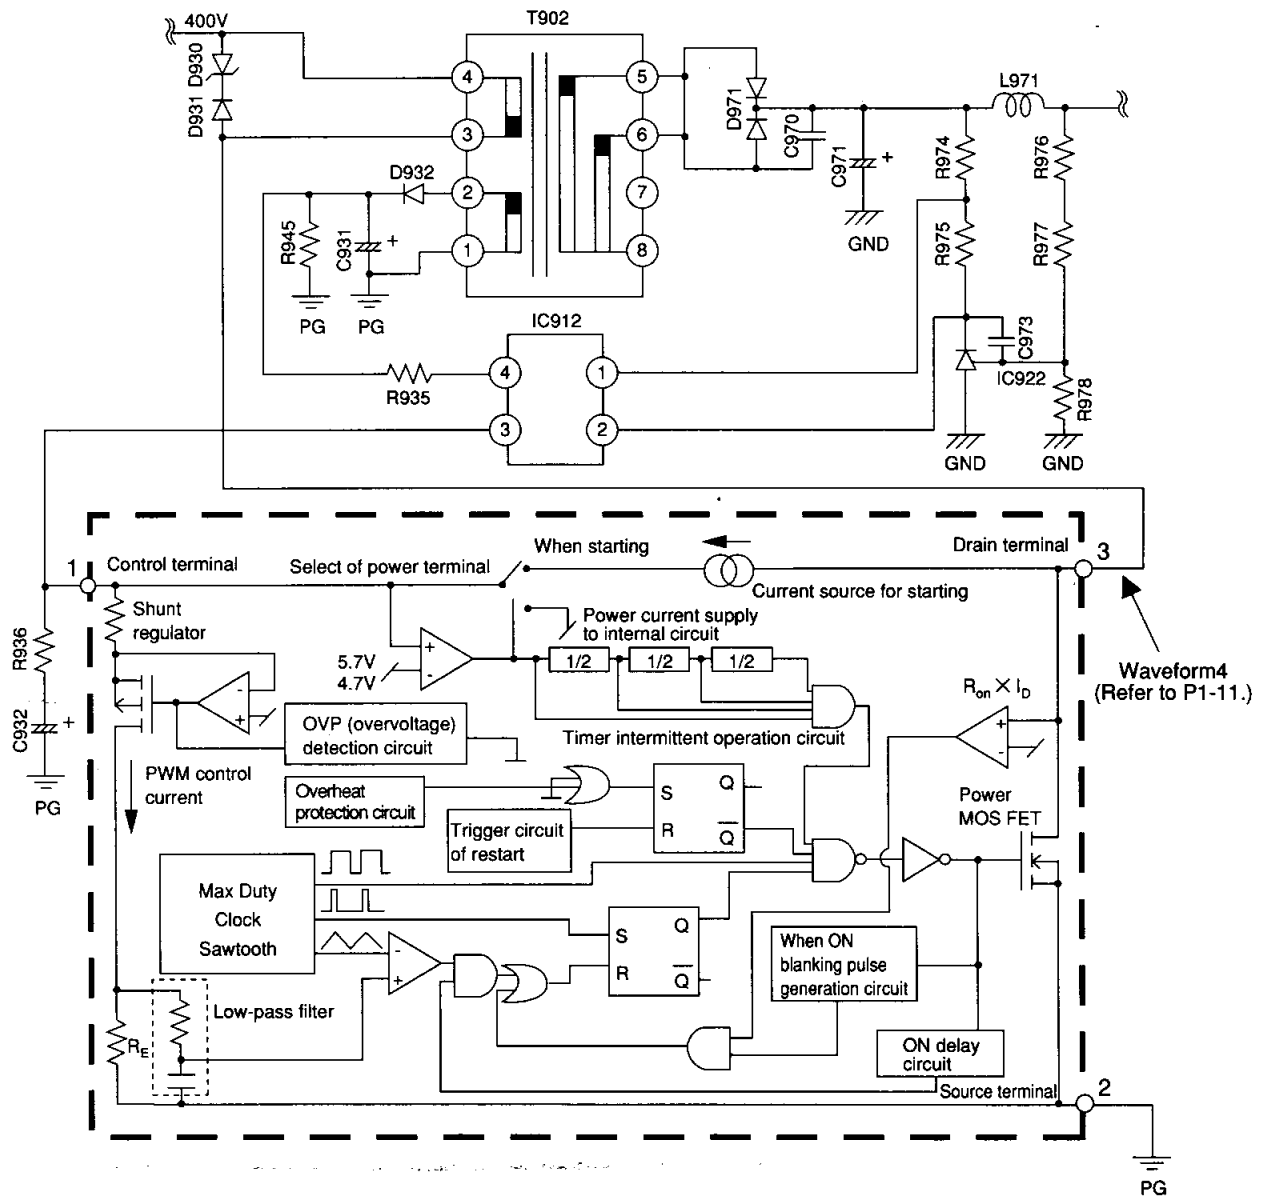 400V
T902
D930
D931
4
3
2
1
5
6
7
8
D932
R945
C931
+
PG
PG
D971
C970
C971
+
GND
L971
R974
R975
R976
R977
C973
IC922
R978
GND
GND
IC912
4
3
1
2
R935
1
Control terminal
Select of power terminal
When starting
Drain terminal
3
Current source for starting
Shunt
regulator
Power current supply
to internal circuit
R936
C932
+
PG
5.7V
4.7V
+
-
1/2
1/2
1/2
Waveform4
(Refer to P1-11.)
Ron × ID
+
-
-
+
OVP (overvoltage)
detection circuit
Timer intermittent operation circuit
PWM control
current
Overheat
protection circuit
Trigger circuit
of restart
S
R
Q
Q
Power
MOS FET
Max Duty
Clock
Sawtooth
-
+
S
R
Q
Q
When ON
blanking pulse
generation circuit
Low-pass filter
RE
ON delay
circuit
Source terminal
2
PG